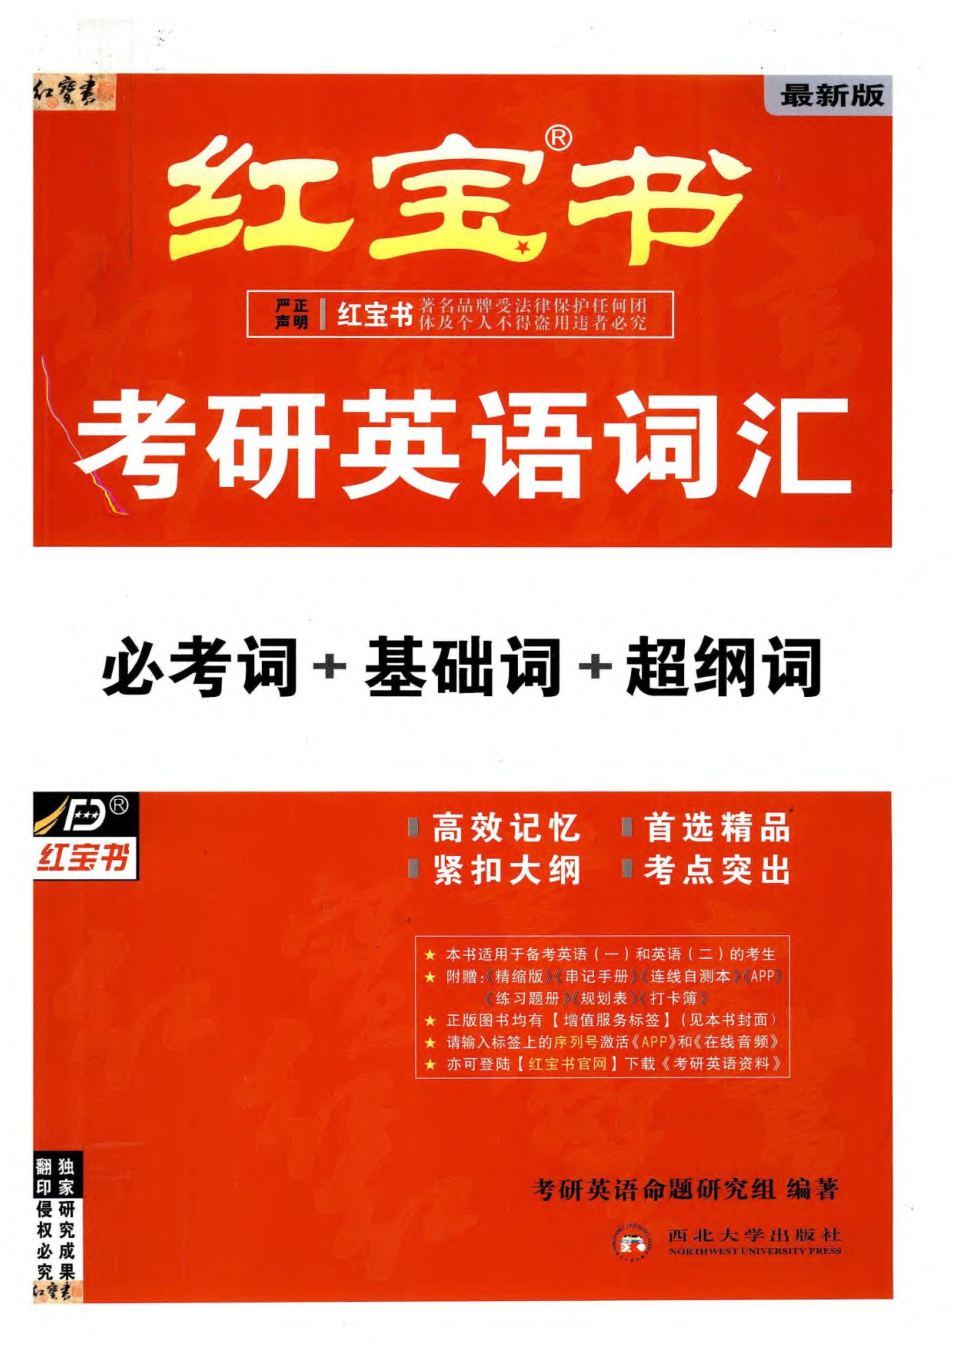 红寳書
最新版
红宝书®
严正声明
红宝书
著名品牌受法律保护任何团
体及个人不得盗用违者必究
考研英语词汇
必考词+基础词+超纲词
®
红宝书
高效记忆 首选精品
紧扣大纲 考点突出
★ 本书适用于备考英语(一)和英语(二)的考生
★ 附赠:《精缩版》《串记手册》《连线自测本》《APP》
《练习题册》《规划表》《打卡簿》
★ 正版图书均有【增值服务标签】(见本书封面)
★ 请输入标签上的序列号激活《APP》和《在线音频》
★ 亦可登陆【红宝书官网】下载《考研英语资料》
独家研究成果
翻印侵权必究
红寳書
考研英语命题研究组 编著
西北大学出版社
NORTHWEST UNIVERSITY PRESS